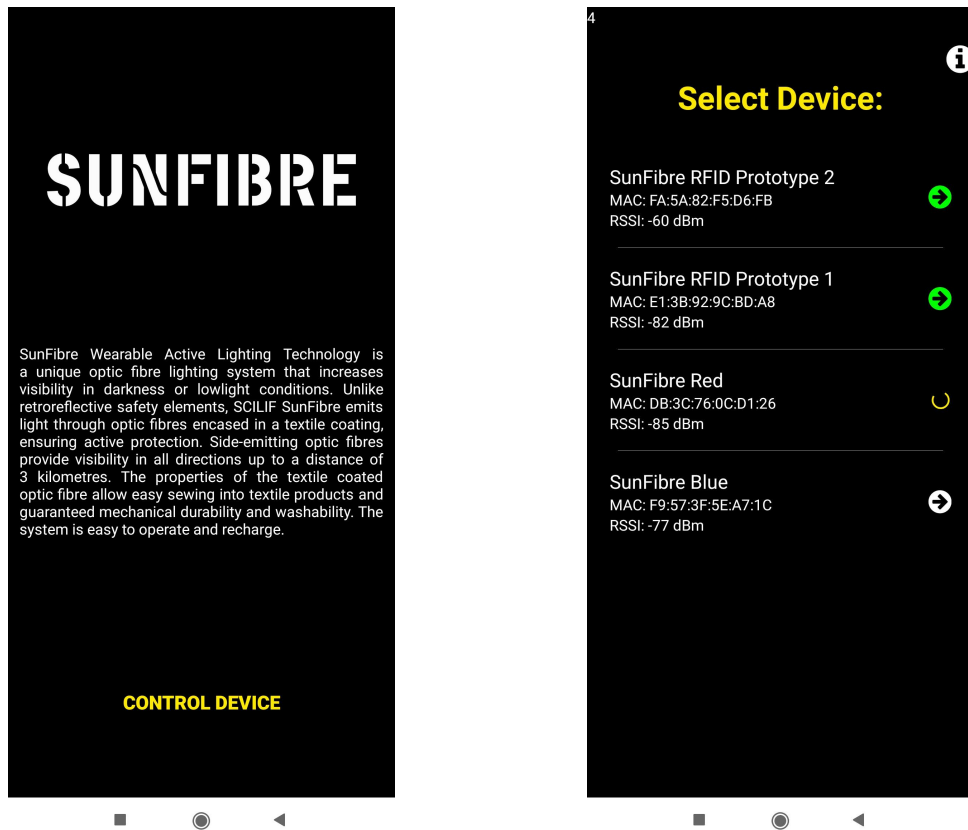 SUNFIBRE
SunFibre Wearable Active Lighting Technology is
a unique optic fibre lighting system that increases
visibility in darkness or lowlight conditions. Unlike
retroreflective safety elements, SCILIF SunFibre emits
light through optic fibres encased in a textile coating,
ensuring active protection. Side-emitting optic fibres
provide visibility in all directions up to a distance of
3 kilometres. The properties of the textile coated
optic fibre allow easy sewing into textile products and
guaranteed mechanical durability and washability. The
system is easy to operate and recharge.
CONTROL DEVICE
4
i
Select Device:
SunFibre RFID Prototype 2
MAC: FA:5A:82:F5:D6:FB
RSSI: -60 dBm
SunFibre RFID Prototype 1
MAC: E1:3B:92:9C:BD:A8
RSSI: -82 dBm
SunFibre Red
MAC: DB:3C:76:0C:D1:26
RSSI: -85 dBm
SunFibre Blue
MAC: F9:57:3F:5E:A7:1C
RSSI: -77 dBm